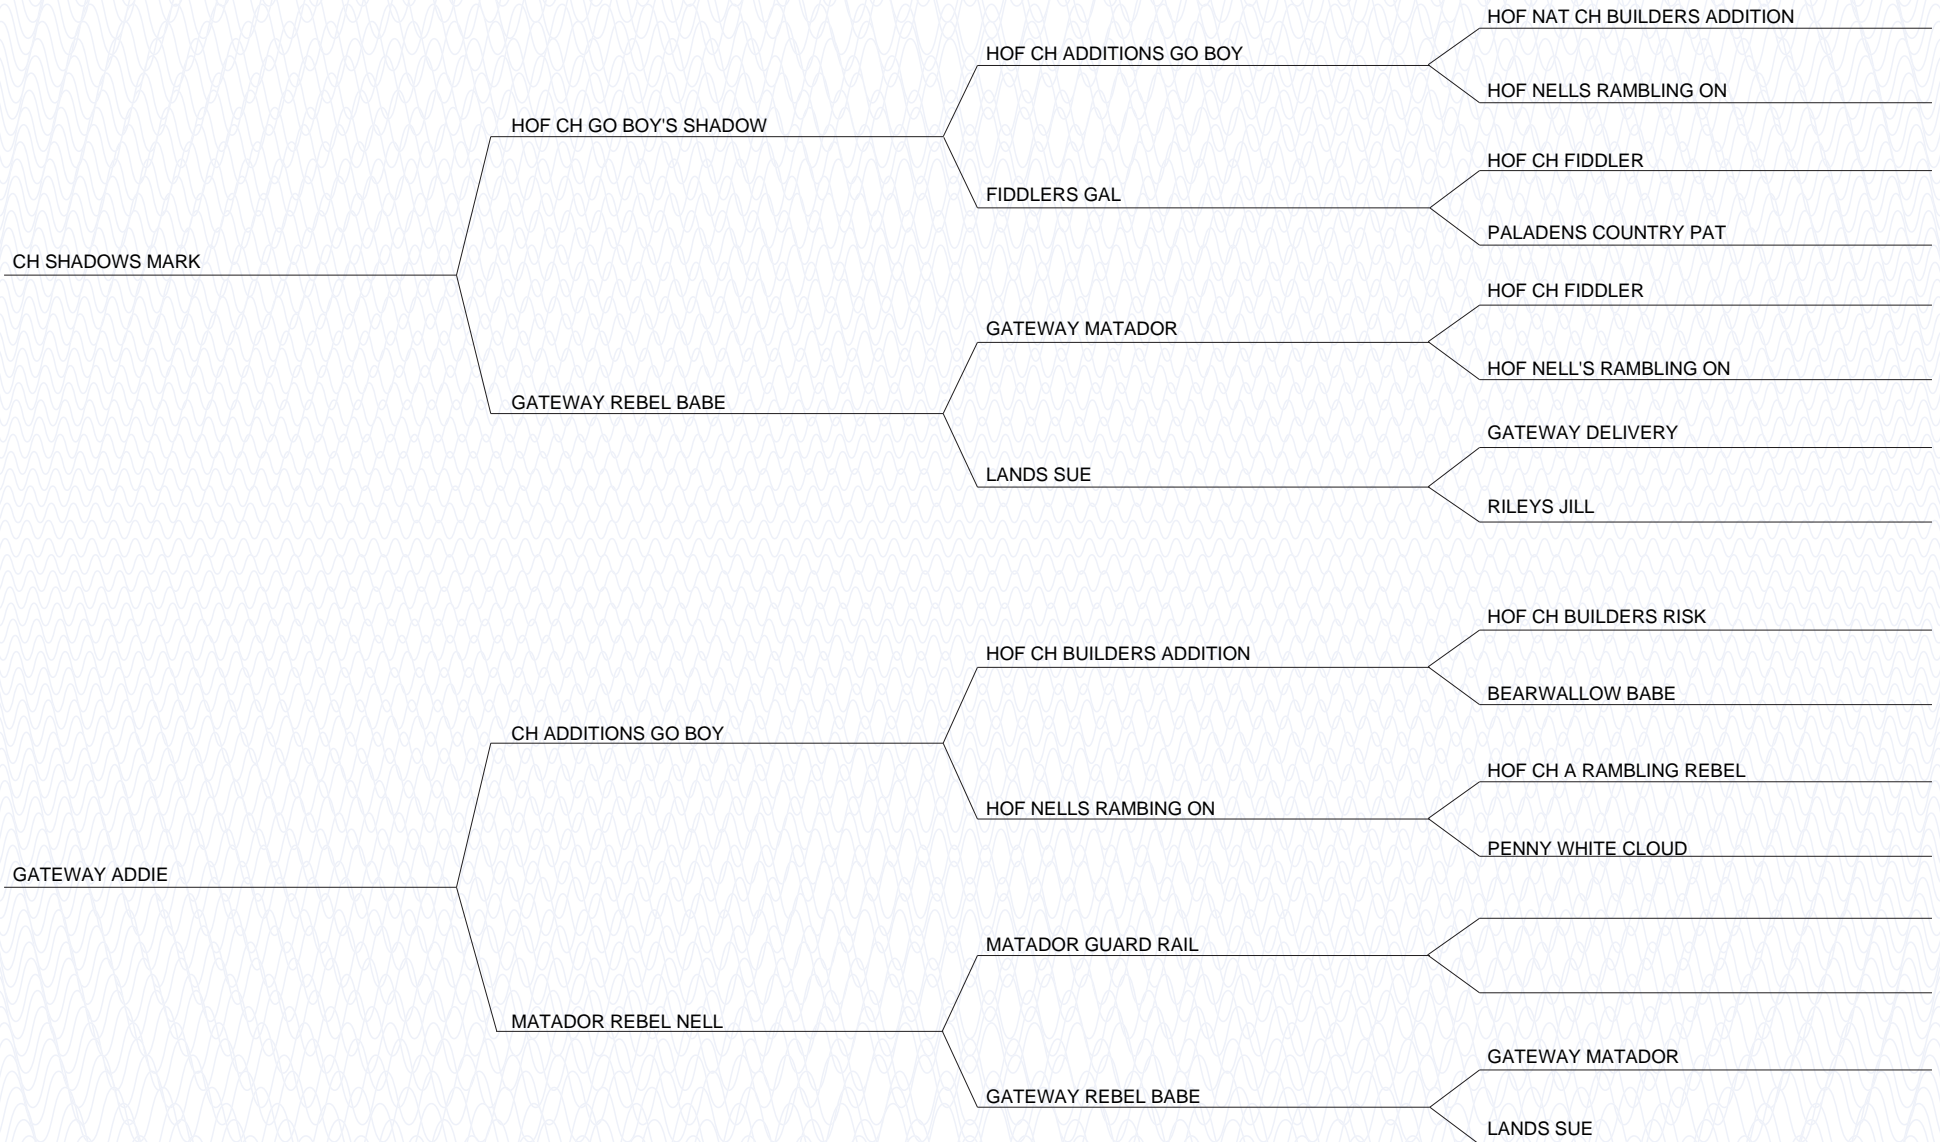 HOF NAT CH BUILDERS ADDITION
HOF CH ADDITIONS GO BOY
HOF NELLS RAMBLING ON
HOF CH GO BOY'S SHADOW
HOF CH FIDDLER
FIDDLERS GAL
PALADENS COUNTRY PAT
CH SHADOWS MARK
HOF CH FIDDLER
GATEWAY MATADOR
HOF NELL'S RAMBLING ON
GATEWAY REBEL BABE
GATEWAY DELIVERY
LANDS SUE
RILEYS JILL
HOF CH BUILDERS RISK
HOF CH BUILDERS ADDITION
BEARWALLOW BABE
CH ADDITIONS GO BOY
HOF CH A RAMBLING REBEL
HOF NELLS RAMBING ON
PENNY WHITE CLOUD
GATEWAY ADDIE
MATADOR GUARD RAIL
MATADOR REBEL NELL
GATEWAY MATADOR
GATEWAY REBEL BABE
LANDS SUE